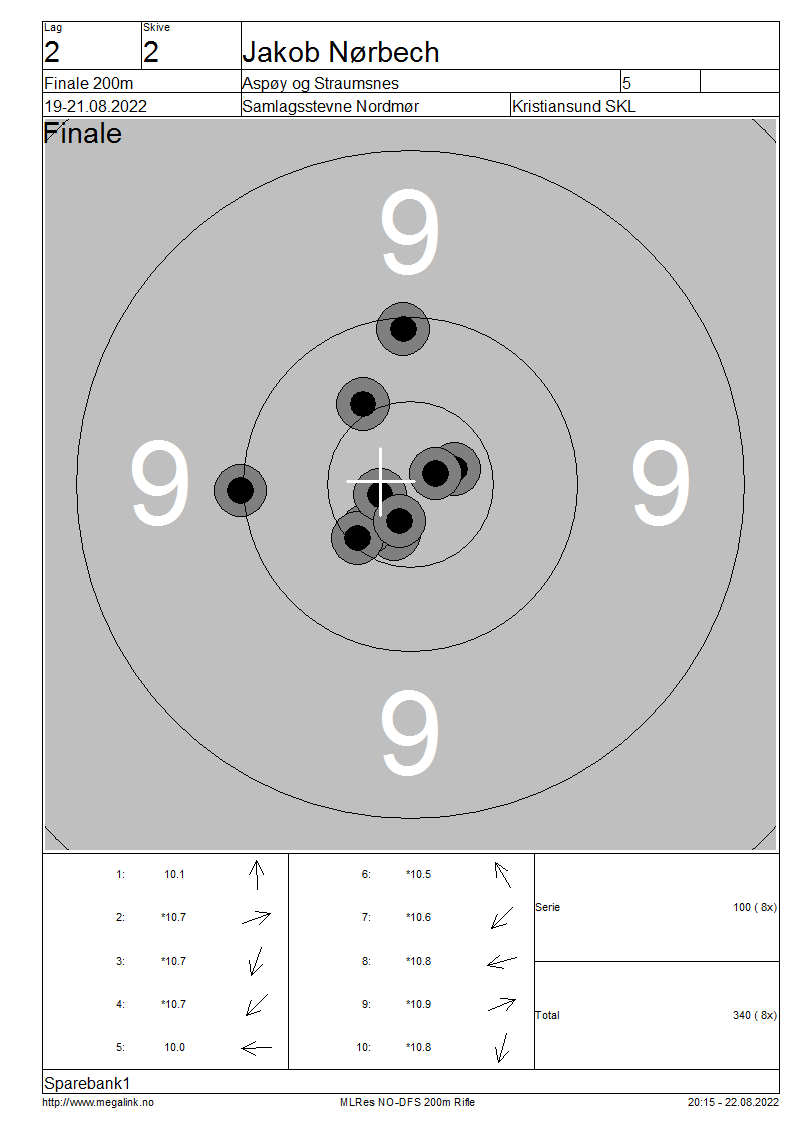 Lag Skive
2 2 Jakob Nørbech
Finale 200m Aspøy og Straumsnes 5
19-21.08.2022 Samlagsstevne Nordmør Kristiansund SKL
Finale
9
9 9
9
1: 10.1 6: *10.5
2: *10.7 7: *10.6
Serie 100 ( 8x)
3: *10.7 8: *10.8
4: *10.7 9: *10.9
Total 340 ( 8x)
5: 10.0 10: *10.8
Sparebank1
http://www.megalink.no MLRes NO-DFS 200m Rifle 20:15 - 22.08.2022